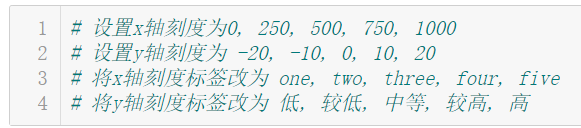 1 # 设置x轴刻度为0, 250, 500, 750, 1000
2 # 设置y轴刻度为 -20, -10, 0, 10, 20
3 # 将x轴刻度标签改为 one, two, three, four, five
4 # 将y轴刻度标签改为 低, 较低, 中等, 较高, 高